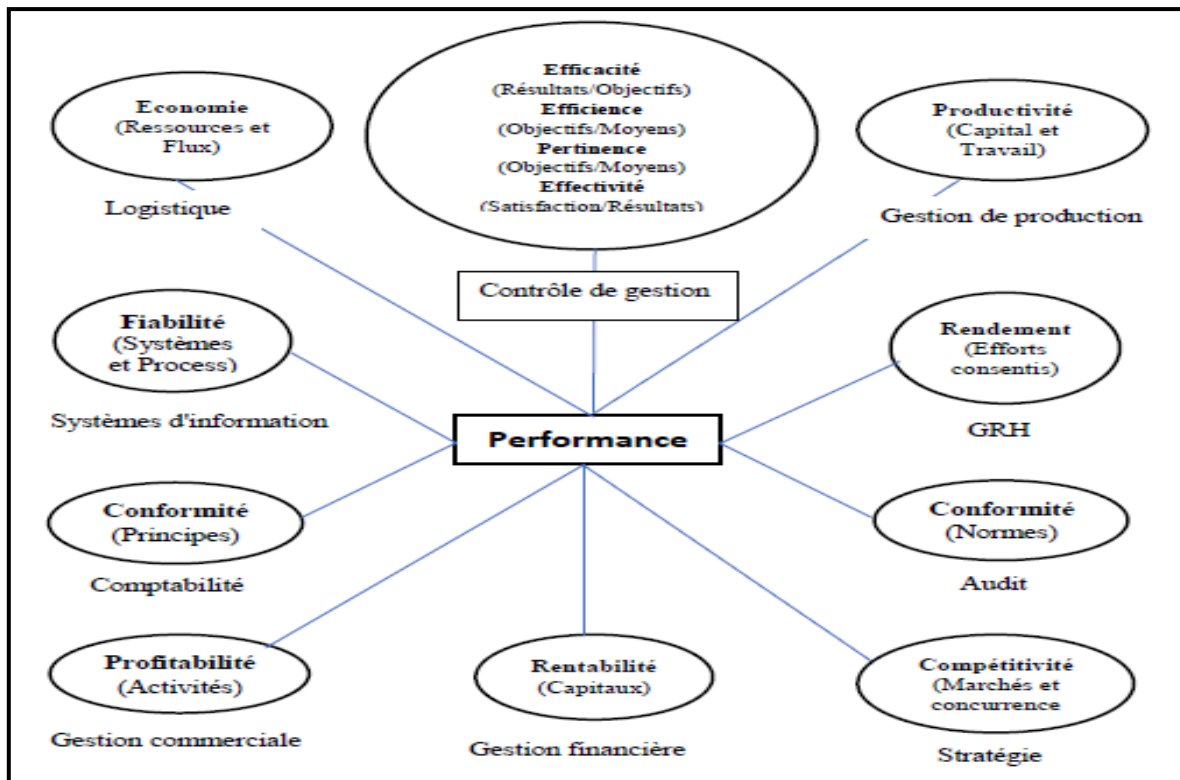 Efficacité
(Résultats/Objectifs)
Efficience
(Objectifs/Moyens)
Pertinence
(Objectifs/Moyens)
Effectivité
(Satisfaction/Résultats)
Economie
(Ressources et
Flux)
Logistique
Productivité
(Capital et
Travail)
Gestion de production
Contrôle de gestion
Fiabilité
(Systèmes
et Process)
Systèmes d'information
Rendement
(Efforts
consentis)
GRH
Performance
Conformité
(Principes)
Comptabilité
Conformité
(Normes)
Audit
Profitabilité
(Activités)
Gestion commerciale
Rentabilité
(Capitaux)
Gestion financière
Compétitivité
(Marchés et
concurrence
Stratégie